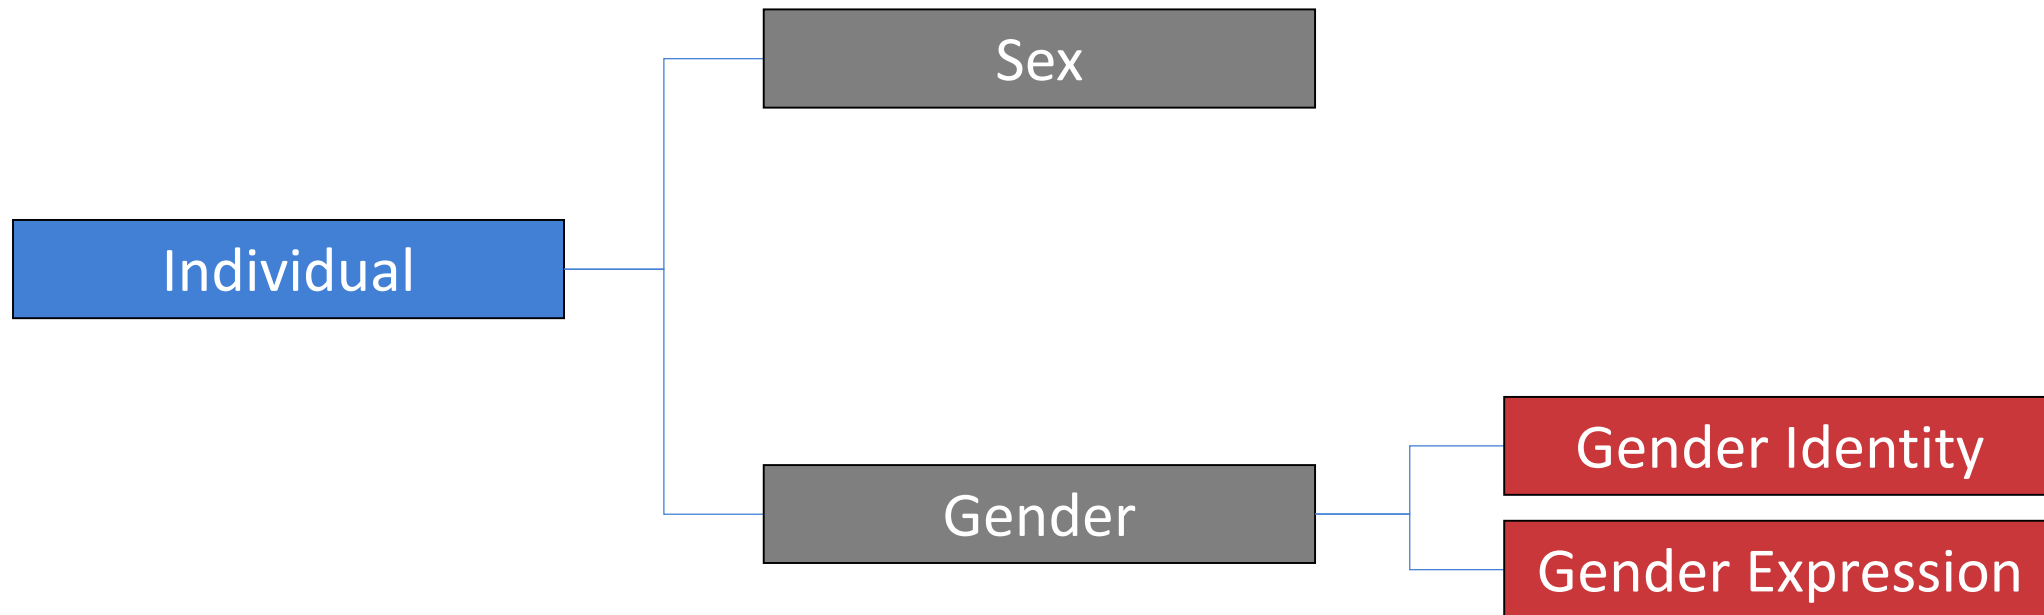 Sex
Individual
Gender Identity
Gender
Gender Expression